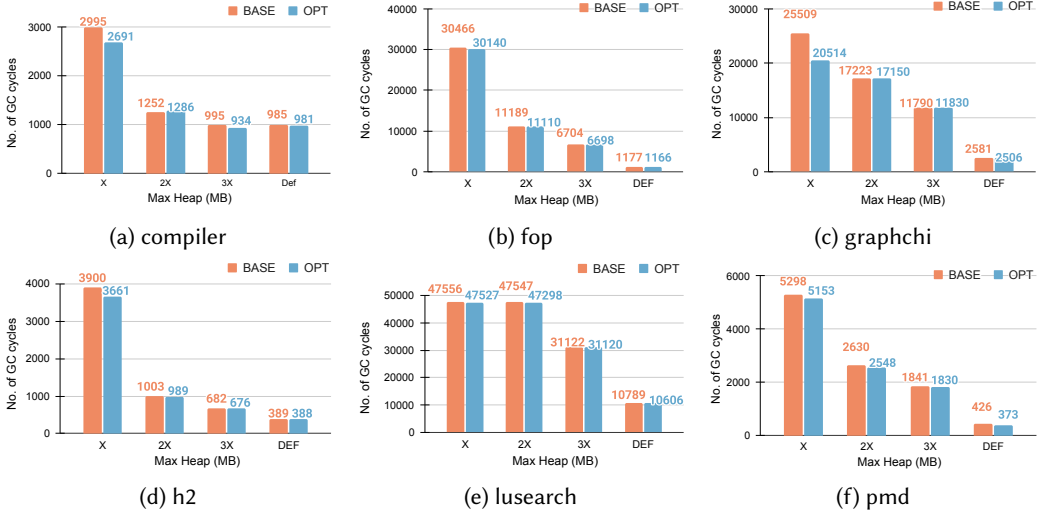 BASE OPT
2995
2691
1252
1286
995
934
985
981
3000
2000
1000
0
No. of GC cycles
X 2X 3X Def
Max Heap (MB)
(a) compiler
BASE OPT
30466
30140
11189
11110
6704
6698
1177
1166
40000
30000
20000
10000
0
No. of GC cycles
X 2X 3X DEF
Max Heap (MB)
(b) fop
BASE OPT
25509
20514
17223
17150
11790
11830
2581
2506
30000
20000
10000
0
No. of GC cycles
X 2X 3X DEF
Max Heap (MB)
(c) graphchi
BASE OPT
3900
3661
1003
989
682
676
389
388
4000
3000
2000
1000
0
No. of GC cycles
X 2X 3X DEF
Max Heap (MB)
(d) h2
BASE OPT
47556
47527
47547
47298
31122
31120
10789
10606
50000
40000
30000
20000
10000
0
No. of GC cycles
X 2X 3X DEF
Max Heap (MB)
(e) lusearch
BASE OPT
5298
5153
2630
2548
1841
1830
426
373
6000
4000
2000
0
No. of GC cycles
X 2X 3X DEF
Max Heap (MB)
(f) pmd